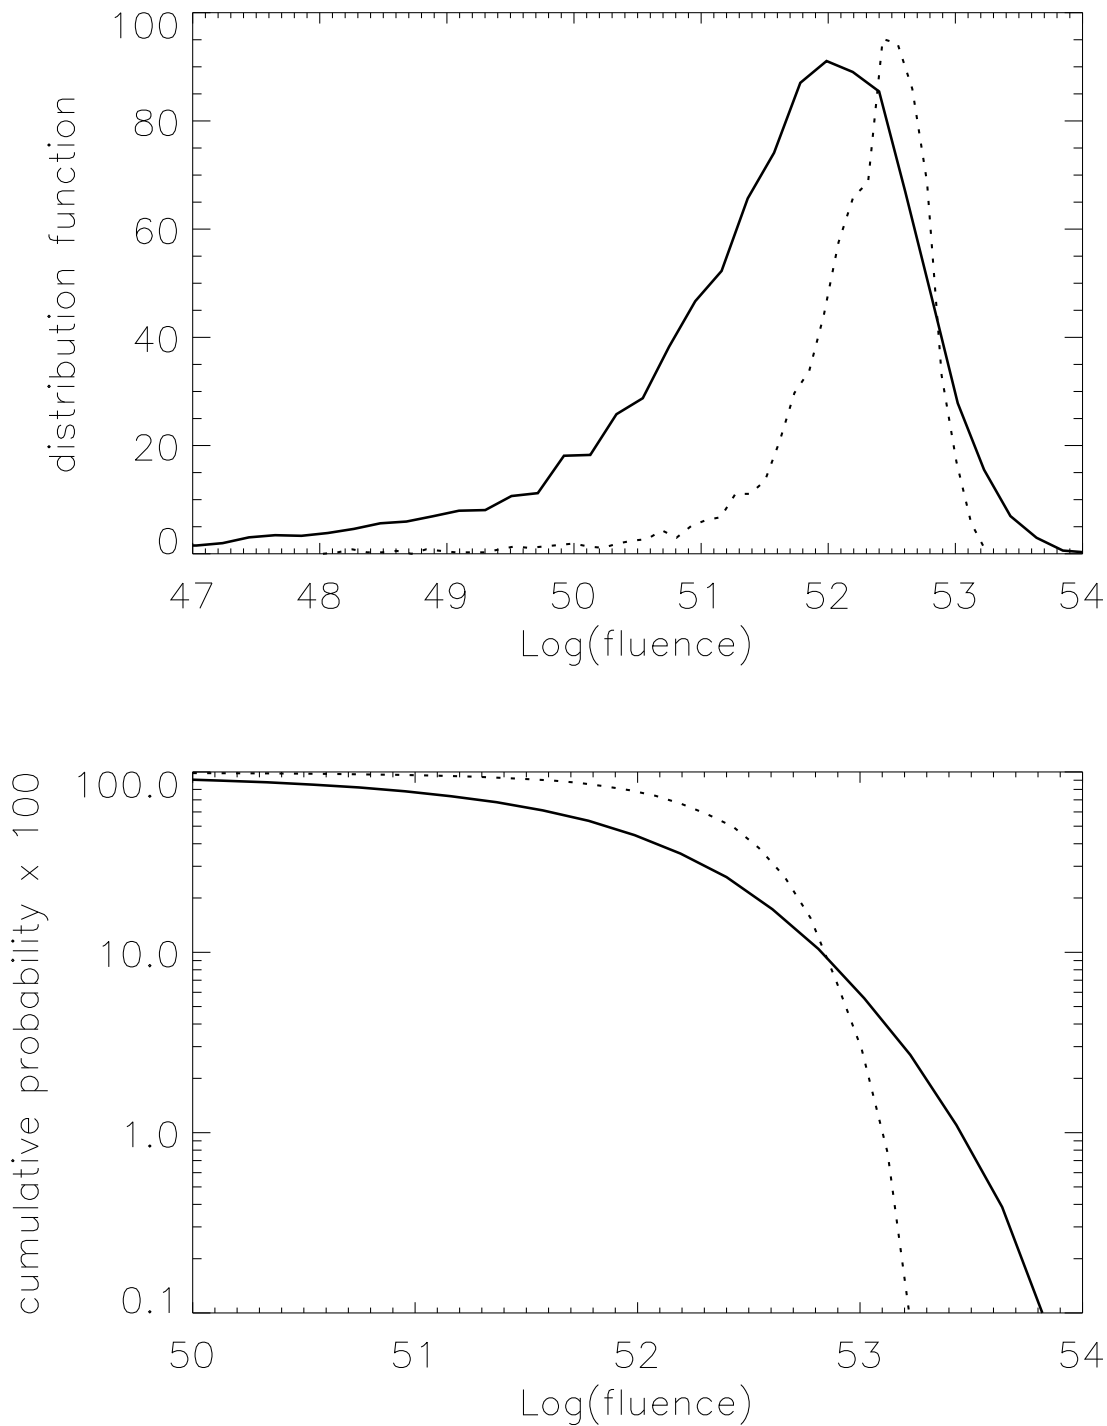 distribution function
100
80
60
40
20
0
47 48 49 50 51 52 53 54
Log(fluence)
cumulative probability x 100
100.0
10.0
1.0
0.1
50 51 52 53 54
Log(fluence)